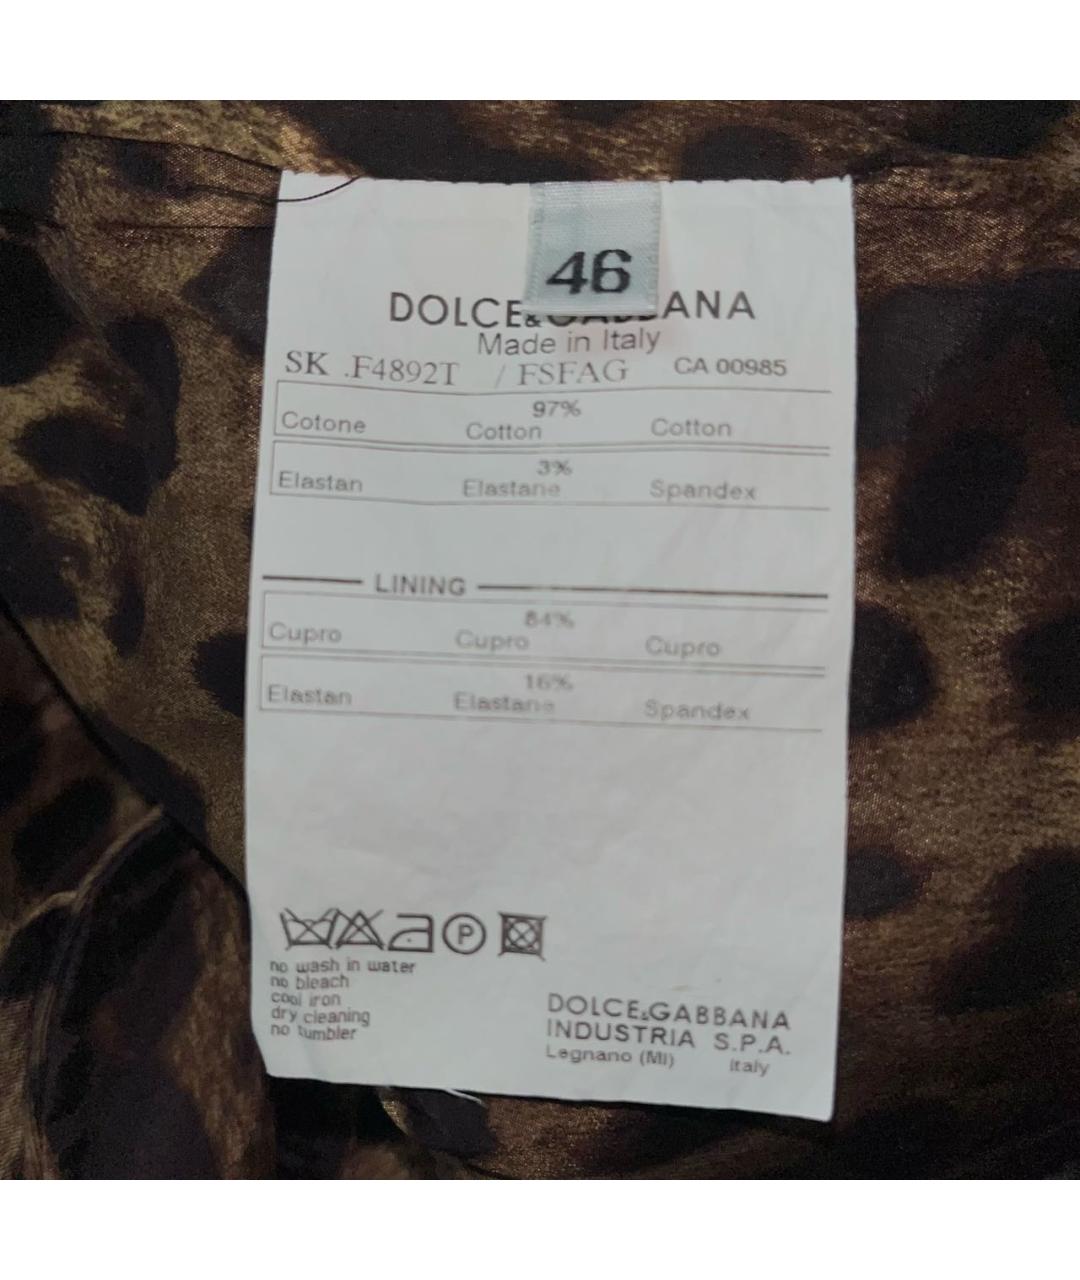 46
DOLCE&GABBANA
Made in Italy
SK .F4892T / FSFAG CA 00985
97%
Cotone Cotton Cotton
3%
Elastan Elastane Spandex
LINING
84%
Cupro Cupro Cupro
16%
Elastan Elastane Spandex
P
no wash in water
no bleach
cool iron
dry cleaning
no tumbler
DOLCE&GABBANA
INDUSTRIA S.P.A.
Legnano (MI) Italy